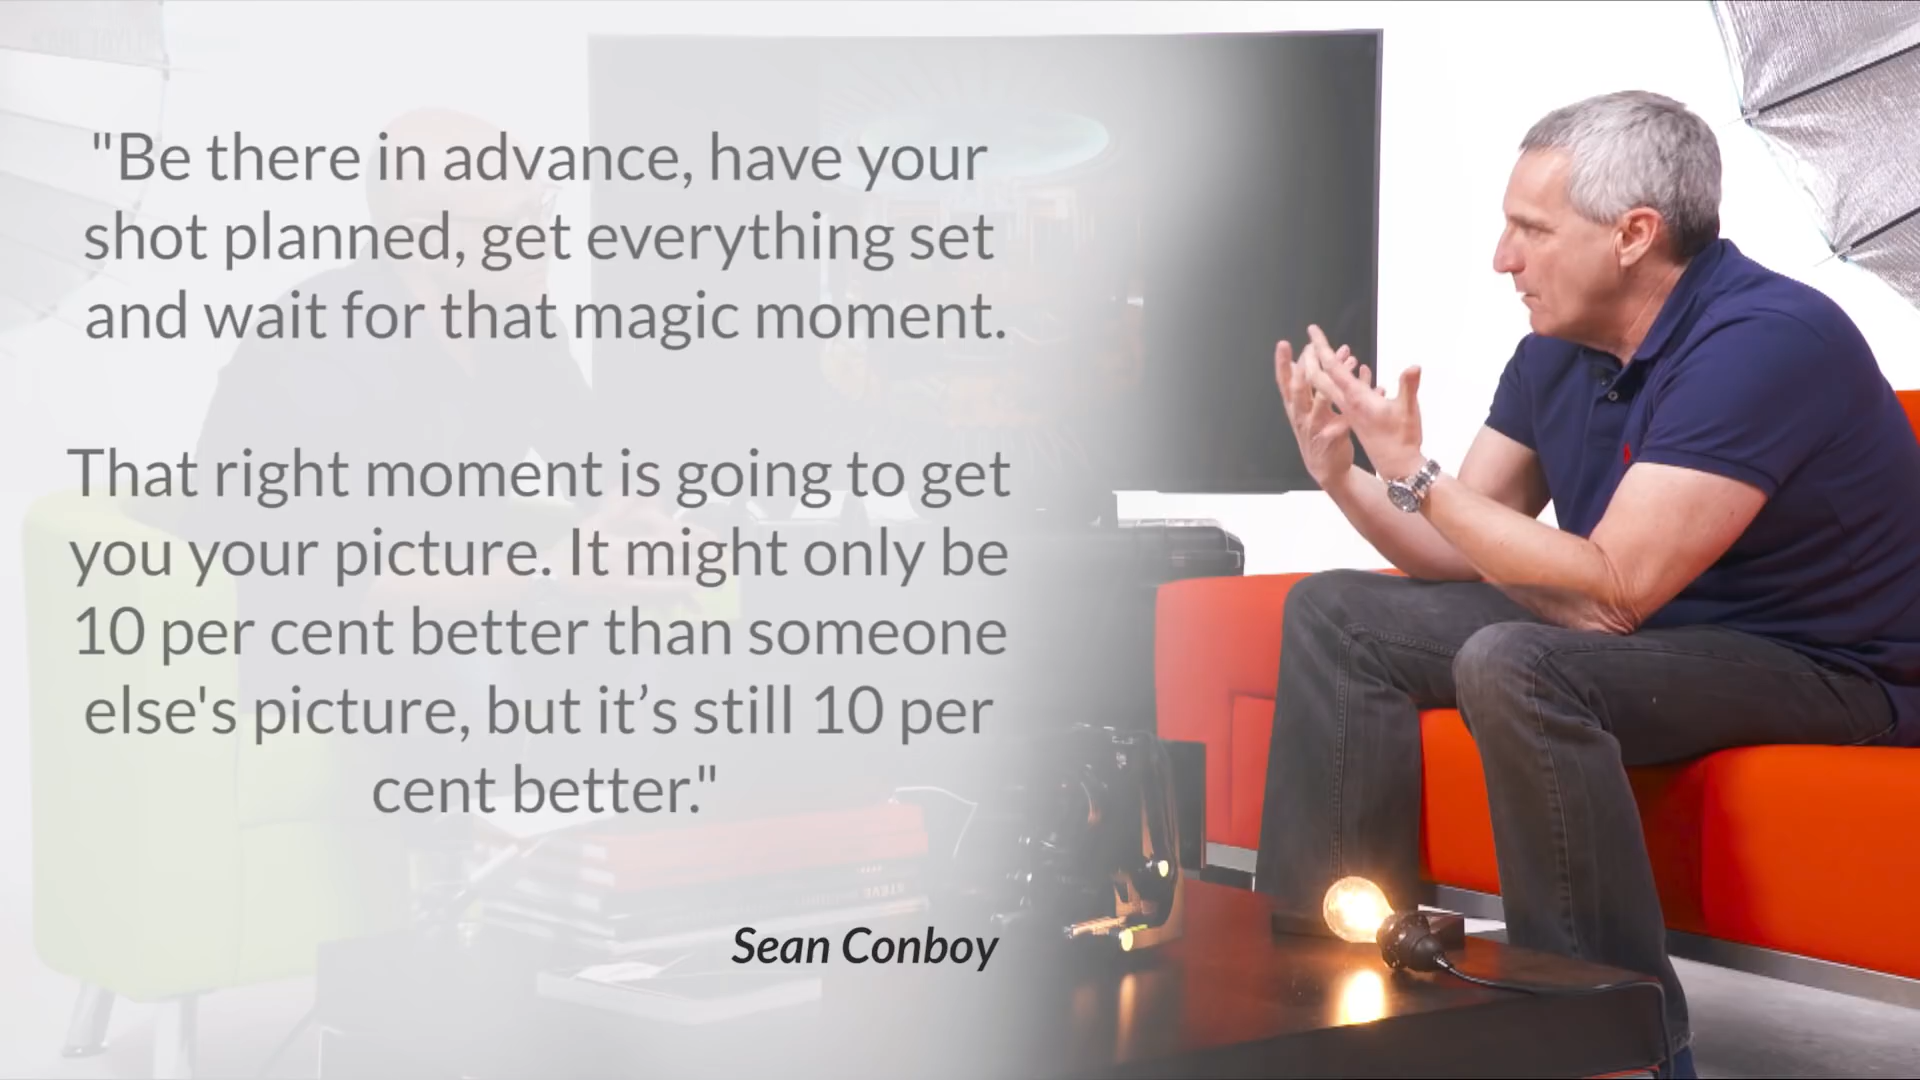 "Be there in advance, have your
shot planned, get everything set
and wait for that magic moment.
That right moment is going to get
you your picture. It might only be
10 per cent better than someone
else's picture, but it’s still 10 per
cent better."
Sean Conboy